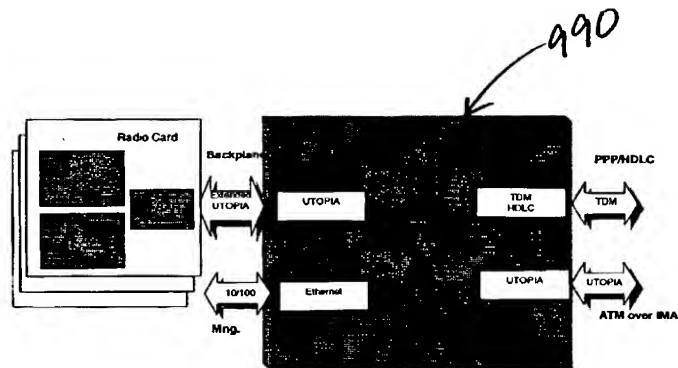 990
Radio Card
Backplane
PPP/HDLC
Extended
UTOPIA
UTOPIA
TDM
HDLC
TDM
10/100
Ethernet
UTOPIA
UTOPIA
Mng.
ATM over IMA